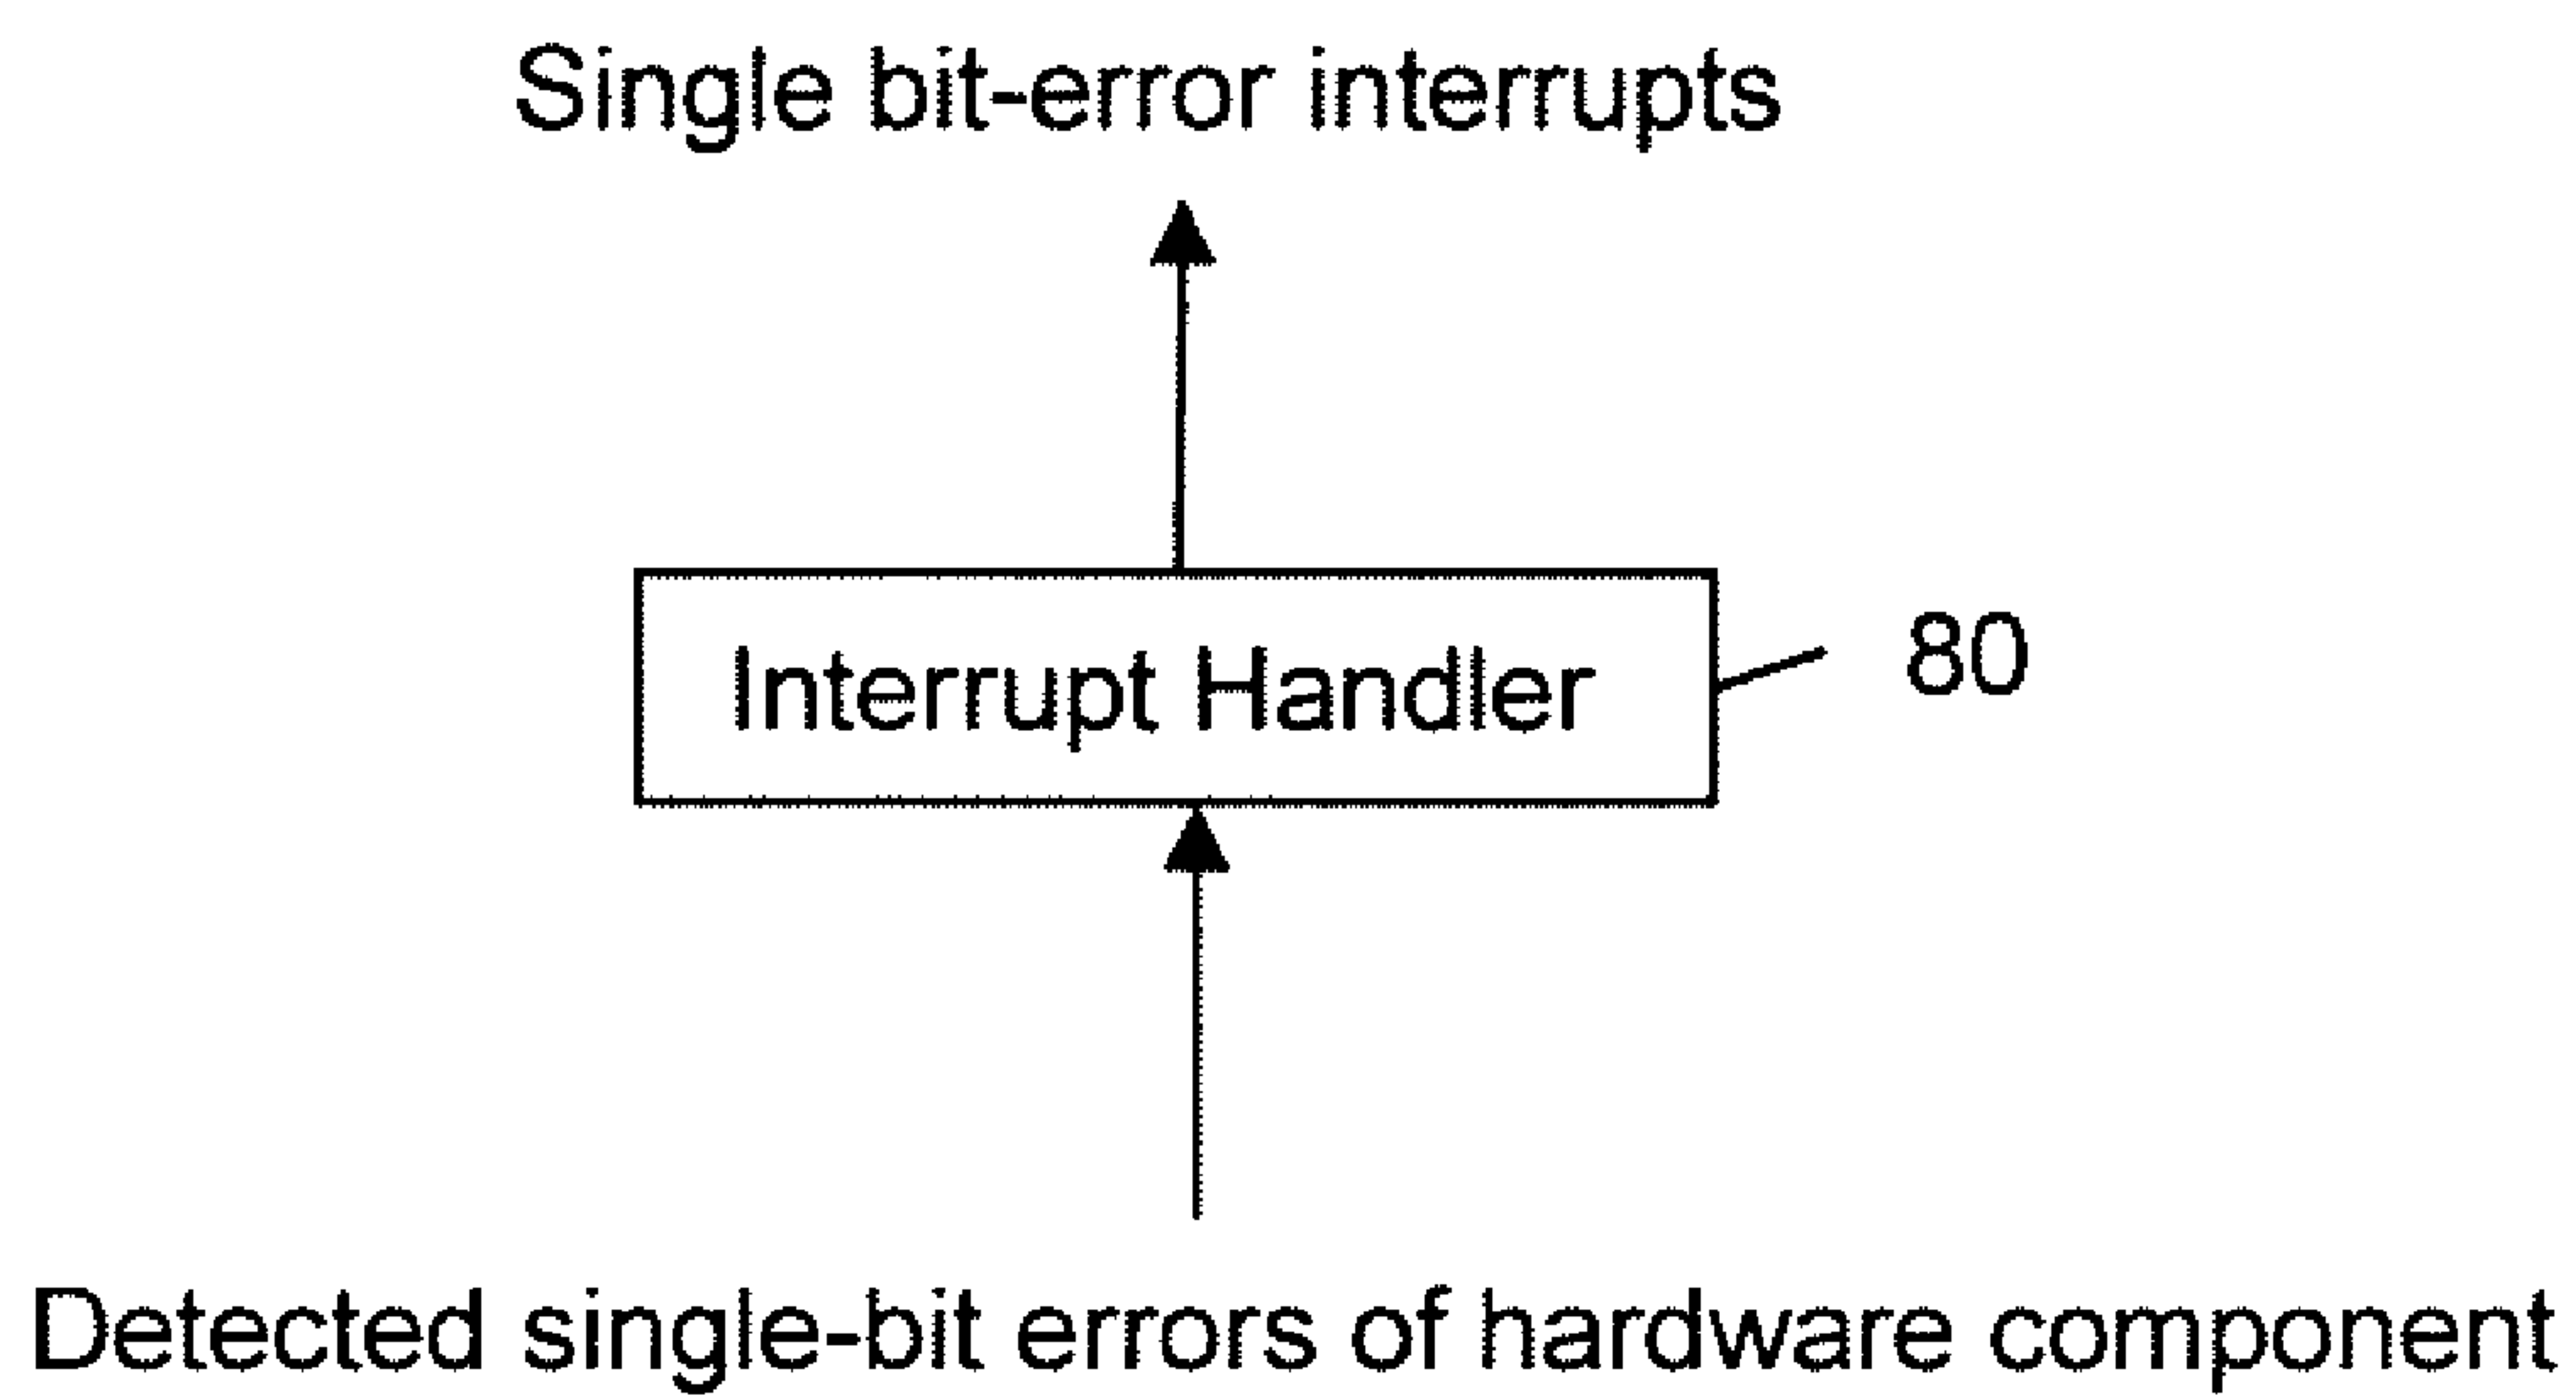 Single bit-error interrupts
Interrupt Handler
80
Detected single-bit errors of hardware component